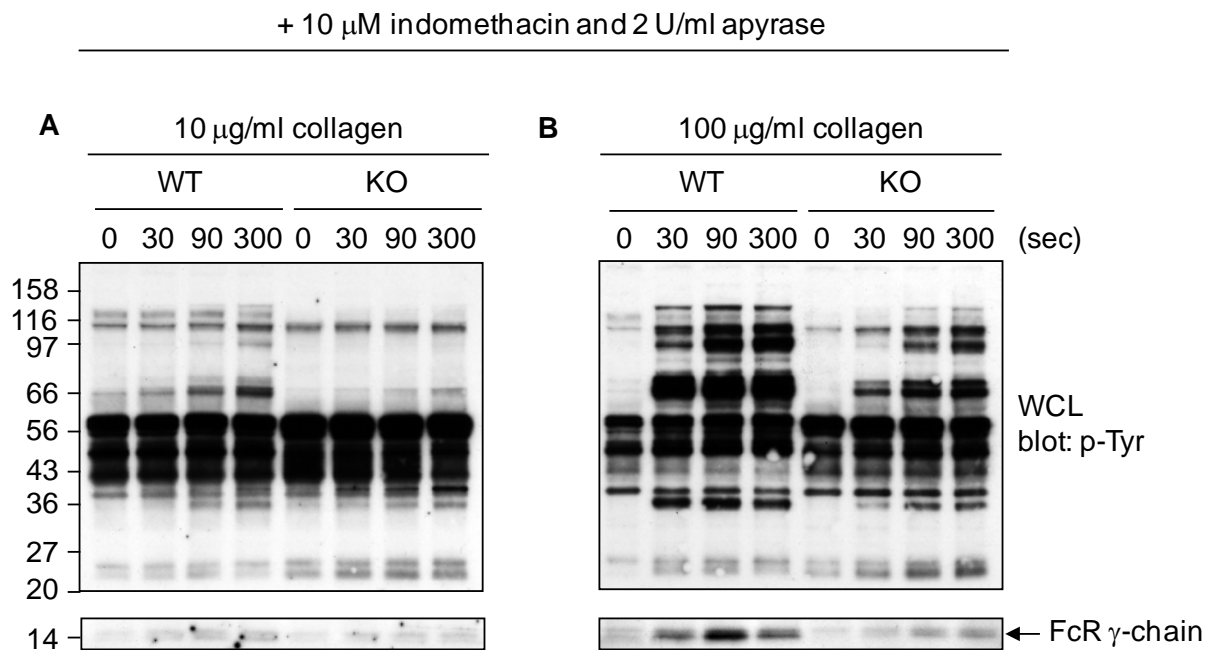 + 10 μM indomethacin and 2 U/ml apyrase
A
10 μg/ml collagen
B
100 μg/ml collagen
WT KO
WT KO
0 30 90 300 0 30 90 300
0 30 90 300 0 30 90 300 (sec)
158
116
97
66
56
43
36
27
20
14
WCL
blot: p-Tyr
FcR γ-chain